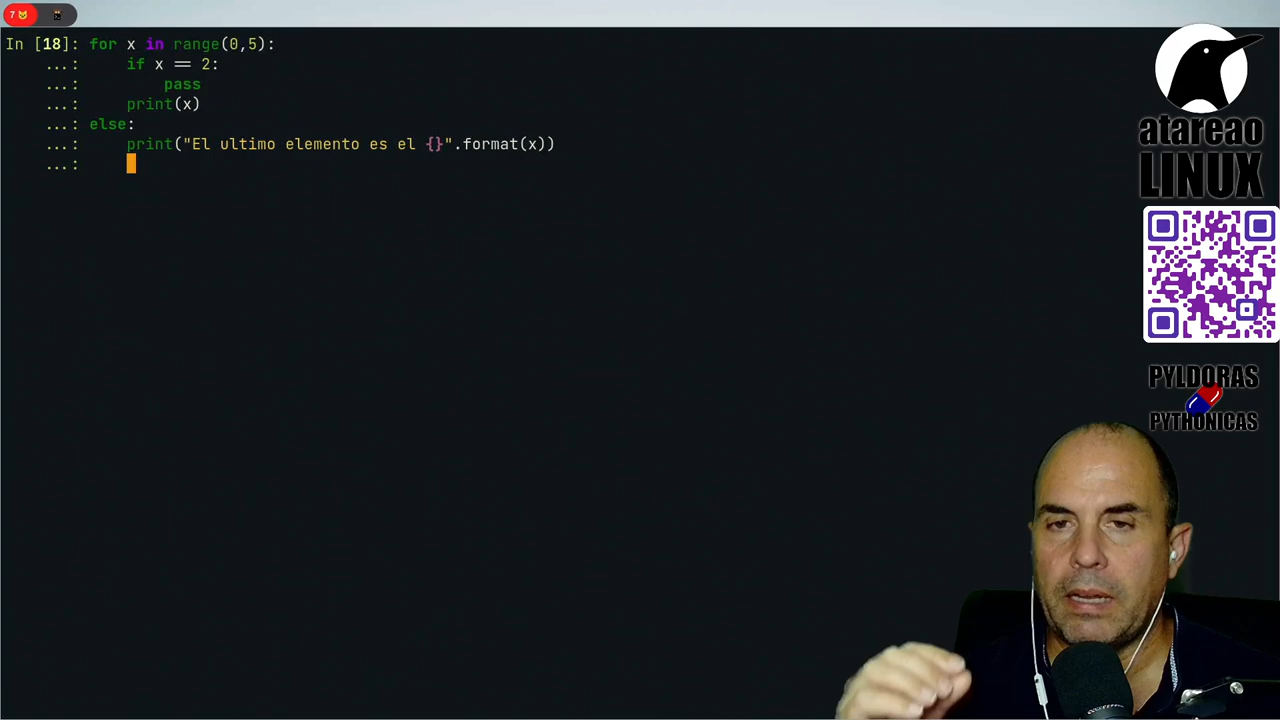 7
In [18]: for x in range(0,5):
...: if x == 2:
...: pass
...: print(x)
...: else:
...: print("El ultimo elemento es el {}".format(x))
...:
atareao
LINUX
PYLDORAS
PYTHONICAS